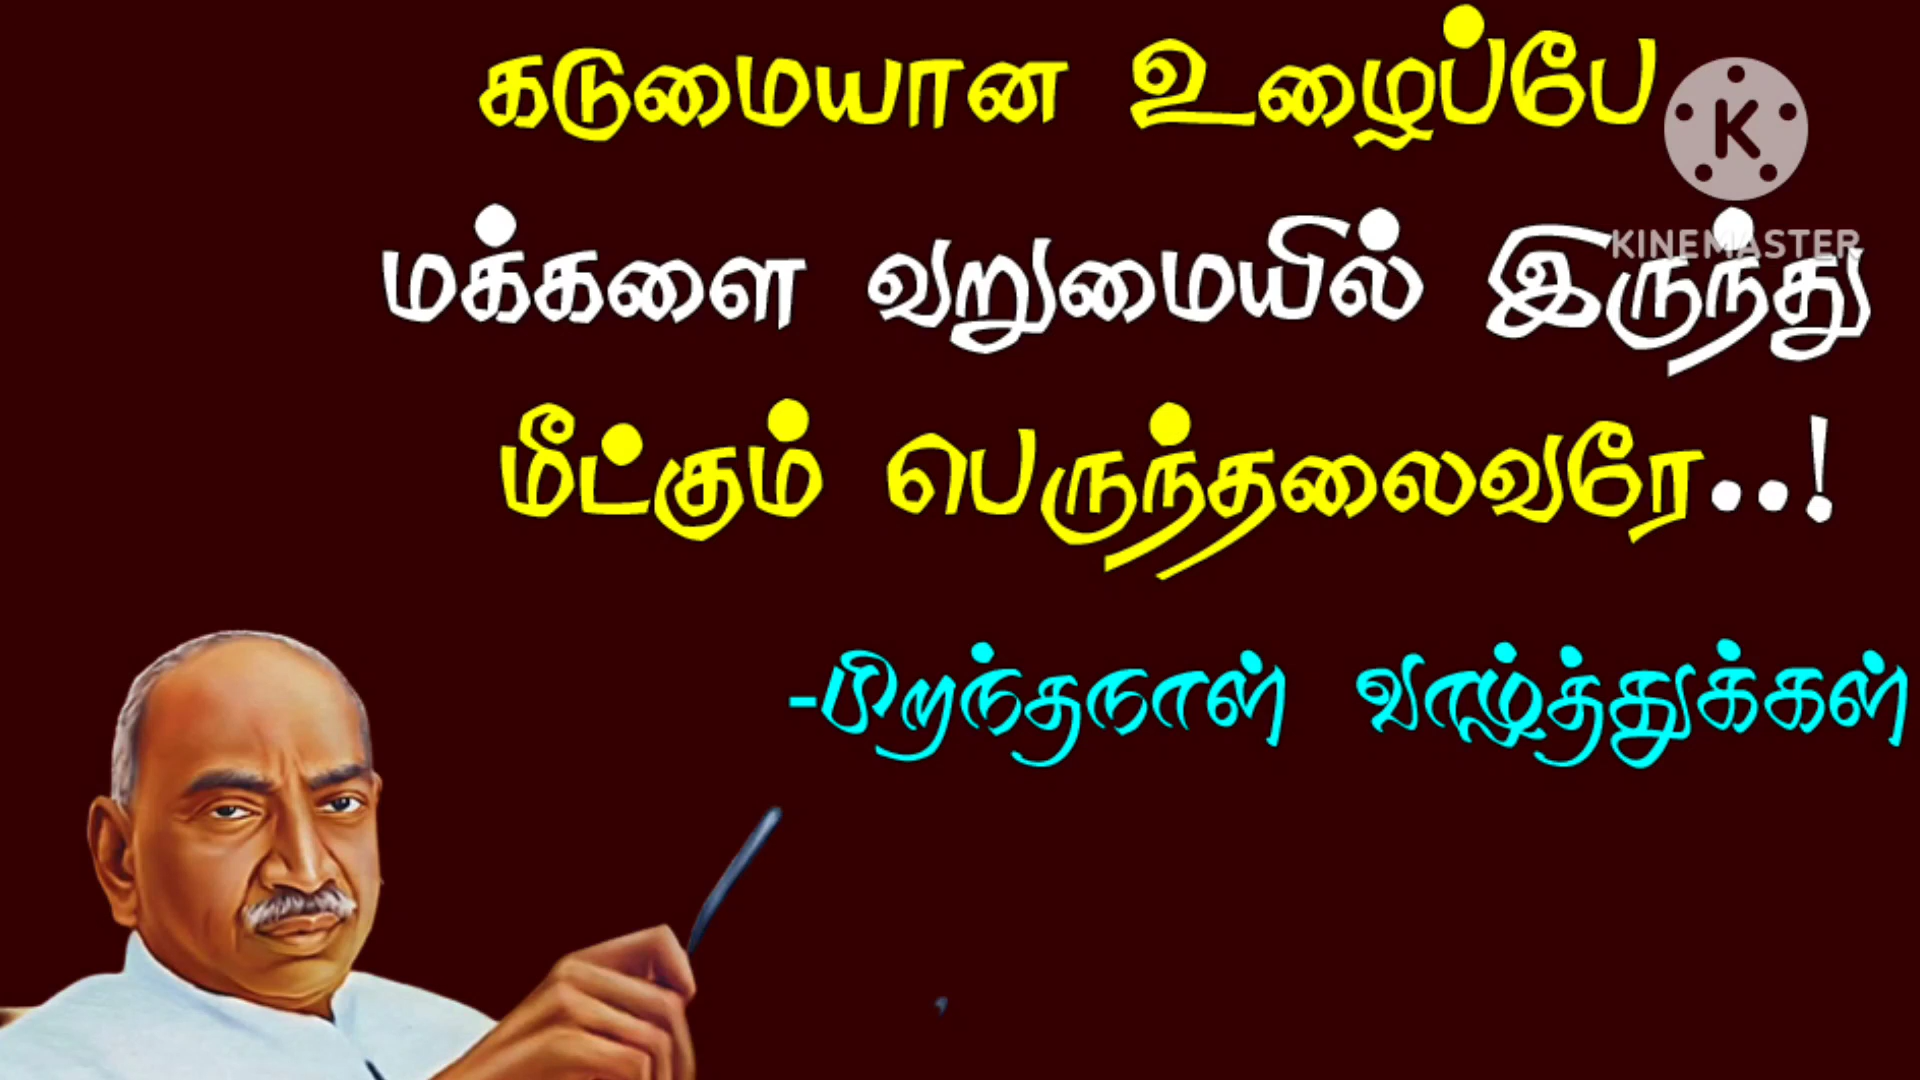 கடுமையான உழைப்பே
K
KINEMASTER
மக்களை வறுமையில் இருந்து
மீட்கும் பெருந்தலைவரே..!
-பிறந்தநாள் வாழ்த்துக்கள்